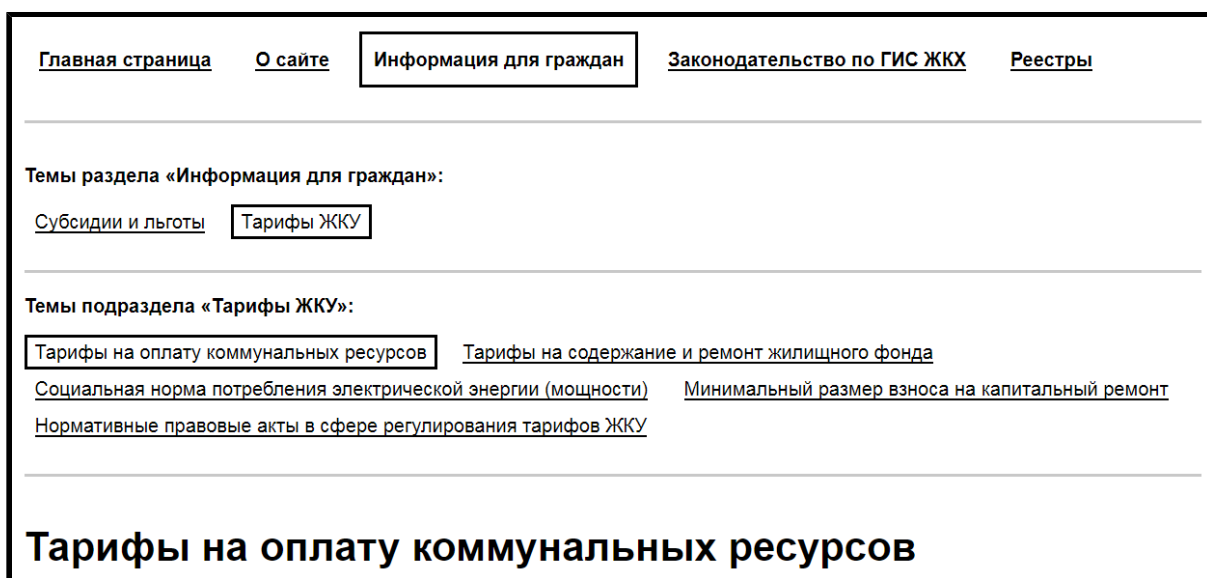 Главная страница О сайте Информация для граждан Законодательство по ГИС ЖКХ Реестры
Темы раздела «Информация для граждан»:
Субсидии и льготы Тарифы ЖКУ
Темы подраздела «Тарифы ЖКУ»:
Тарифы на оплату коммунальных ресурсов Тарифы на содержание и ремонт жилищного фонда
Социальная норма потребления электрической энергии (мощности) Минимальный размер взноса на капитальный ремонт
Нормативные правовые акты в сфере регулирования тарифов ЖКУ
Тарифы на оплату коммунальных ресурсов